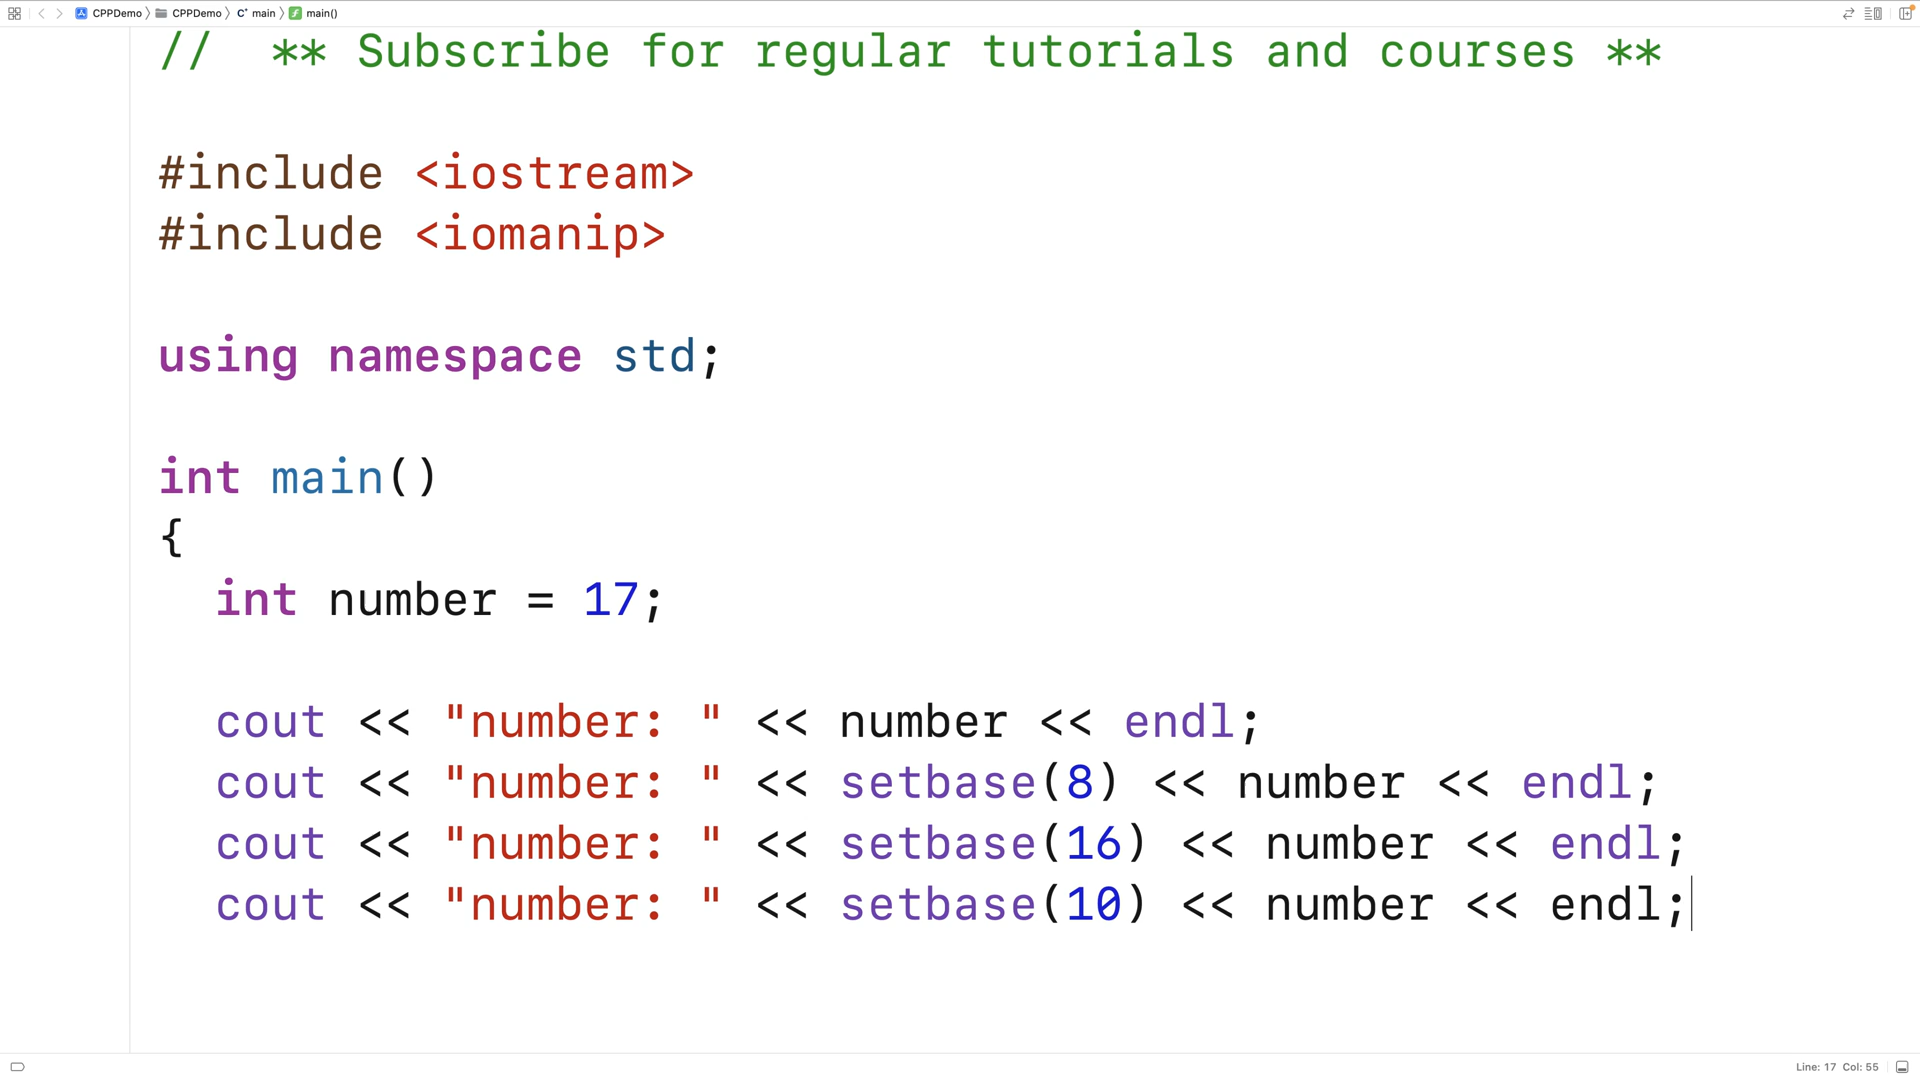 CPPDemo 〉 CPPDemo 〉 C⁺ main 〉 f main()
//  ** Subscribe for regular tutorials and courses **
#include <iostream>
#include <iomanip>
using namespace std;
int main()
{
  int number = 17;
  cout << "number: " << number << endl;
  cout << "number: " << setbase(8) << number << endl;
  cout << "number: " << setbase(16) << number << endl;
  cout << "number: " << setbase(10) << number << endl;
Line: 17 Col: 55